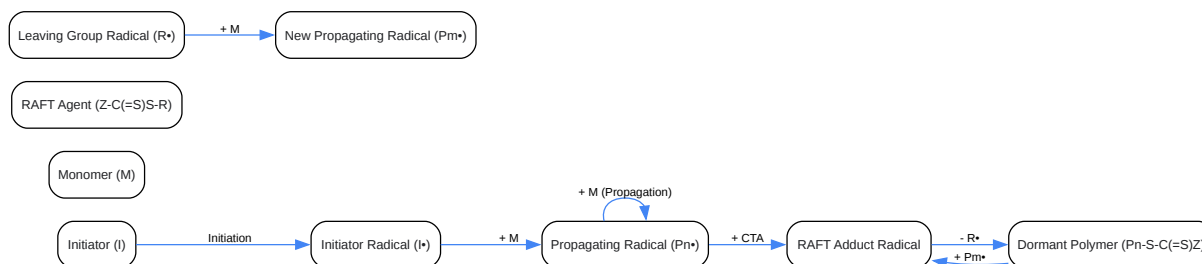 Leaving Group Radical (R•)
+ M
New Propagating Radical (Pm•)
RAFT Agent (Z-C(=S)S-R)
Monomer (M)
+ M (Propagation)
Initiator (I)
Initiation
Initiator Radical (I•)
+ M
Propagating Radical (Pn•)
+ CTA
RAFT Adduct Radical
- R•
+ Pm•
Dormant Polymer (Pn-S-C(=S)Z)